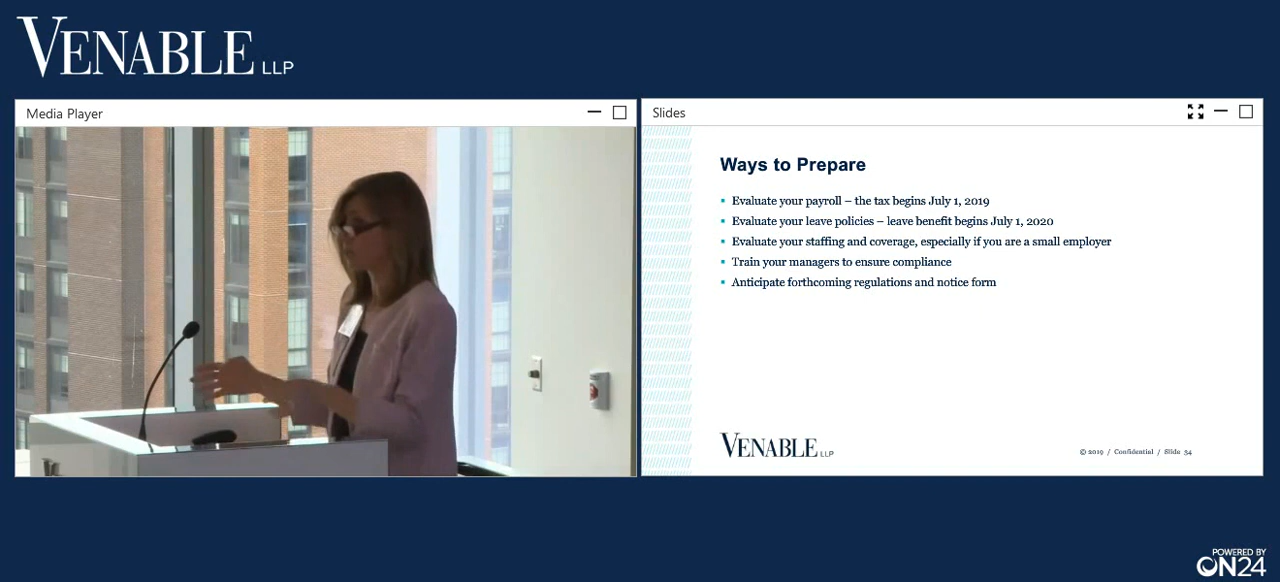 VENABLE LLP
Media Player
Slides
Ways to Prepare
Evaluate your payroll – the tax begins July 1, 2019
Evaluate your leave policies – leave benefit begins July 1, 2020
Evaluate your staffing and coverage, especially if you are a small employer
Train your managers to ensure compliance
Anticipate forthcoming regulations and notice form
VENABLE LLP
© 2019 / Confidential / Slide 34
POWERED BY
ON24